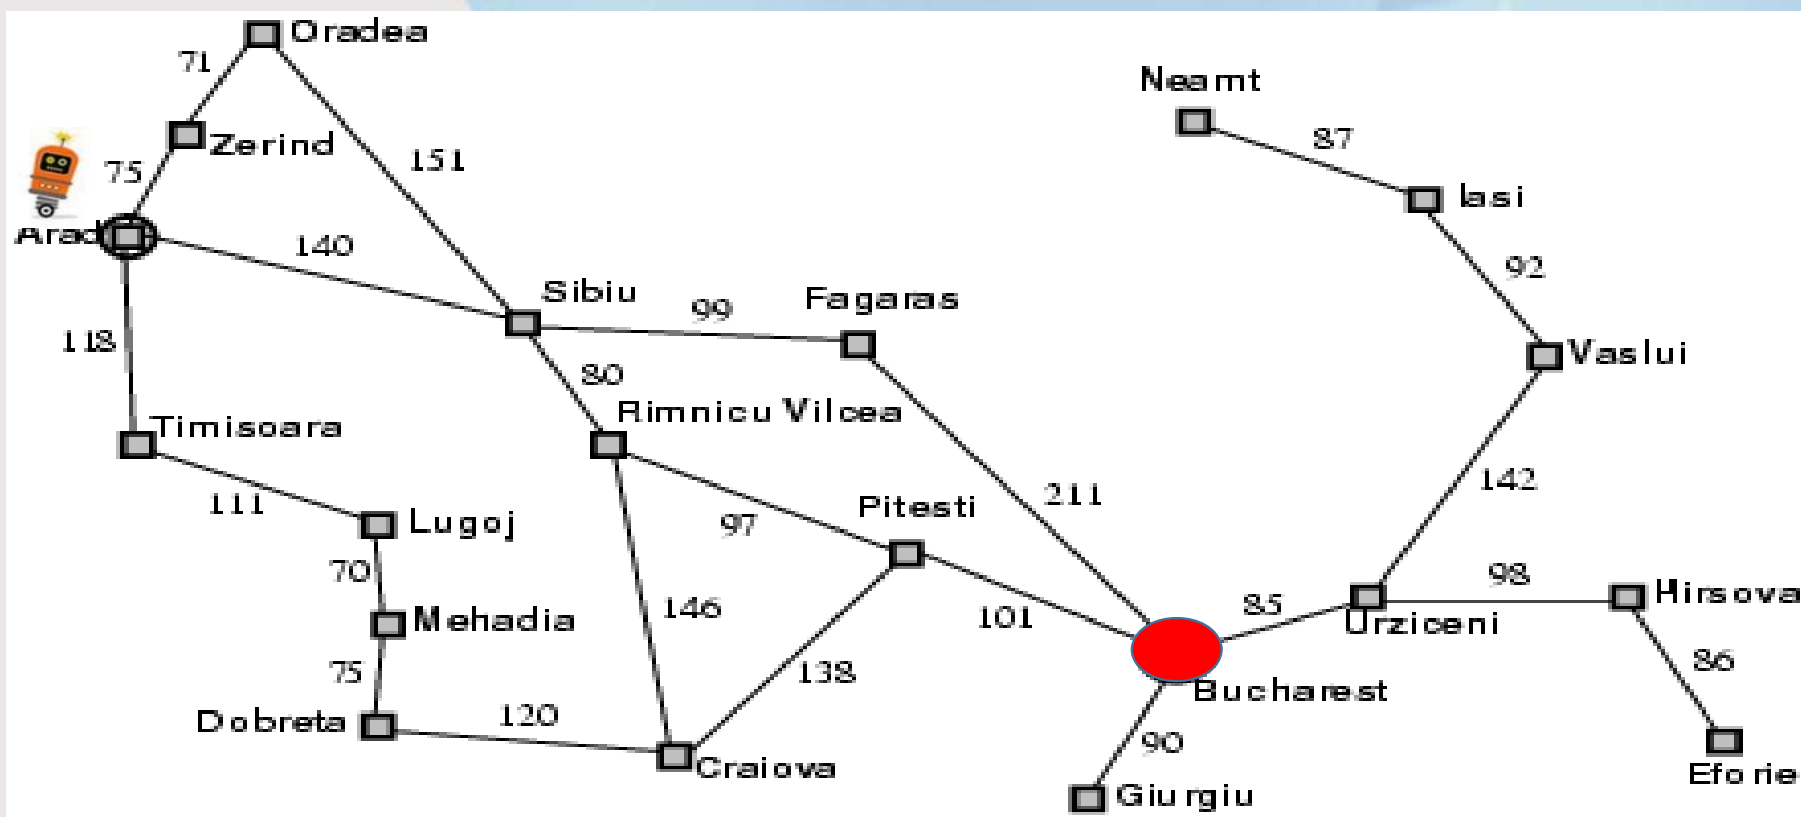 Oradea
71
Neamt
87
Zerind
75
151
Iasi
Arad
140
92
Sibiu
Fagaras
99
118
Vaslui
80
Rimnicu Vilcea
Timisoara
142
111
211
Pitesti
Lugoj
97
70
98
Hirsova
146
101
85
Urziceni
Mehadia
75
138
86
Bucharest
Dobreta
120
90
Craiova
Giurgiu
Eforie